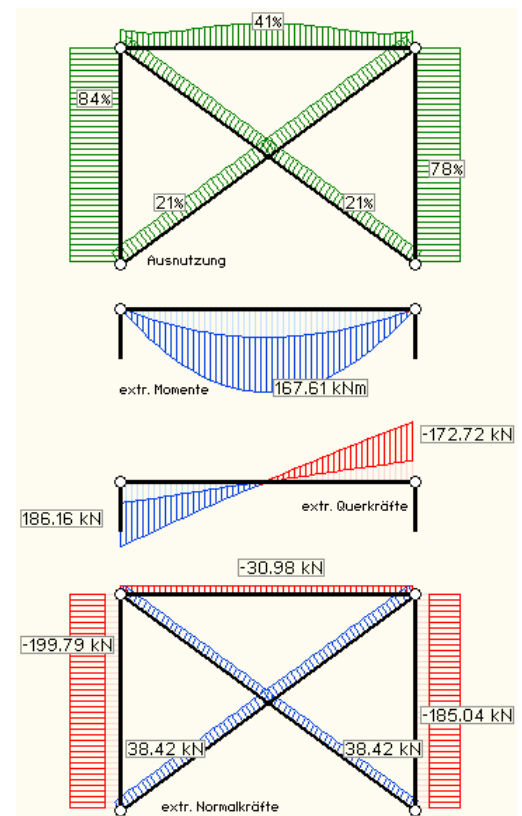 41%
84%
78%
21%
21%
Ausnutzung
167.61 kNm
extr. Momente
-172.72 kN
186.16 kN
extr. Querkräfte
-30.98 kN
-199.79 kN
-185.04 kN
38.42 kN
38.42 kN
extr. Normalkräfte